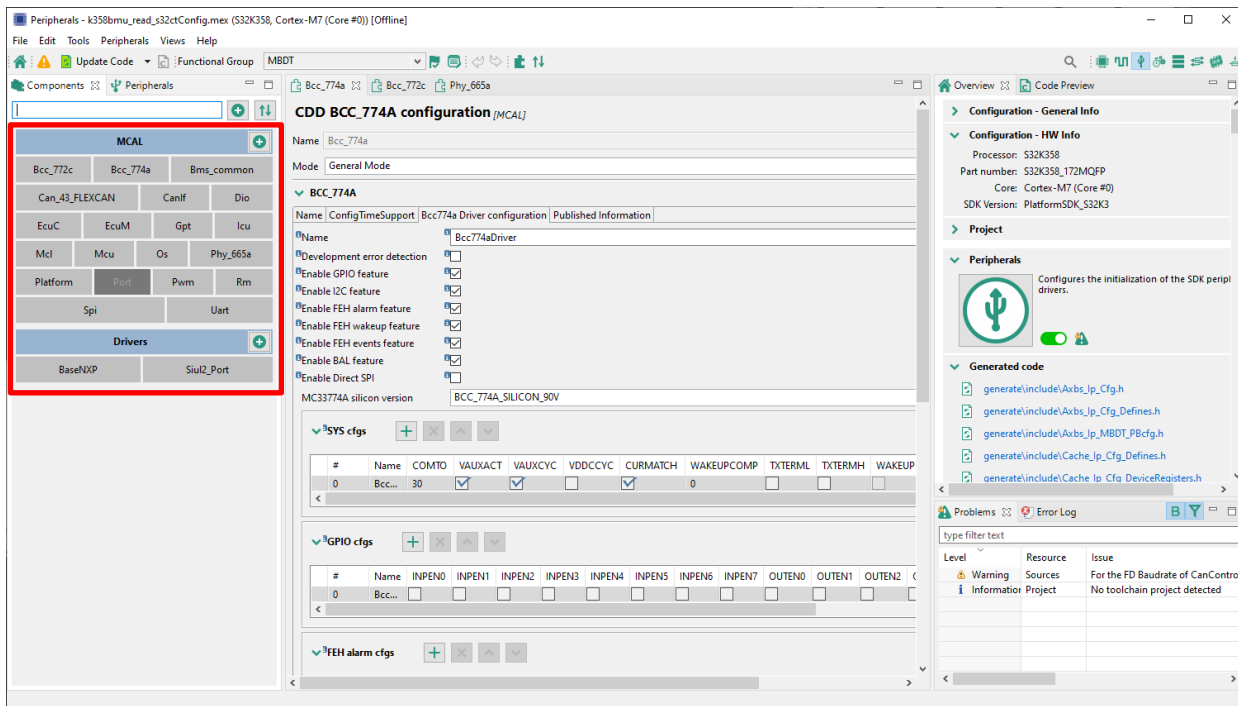 Peripherals - k358bmu_read_s32ctConfig.mex (S32K358, Cortex-M7 (Core #0)) [Offline]
File Edit Tools Peripherals Views Help
Update Code Functional Group MBDT
Components Peripherals
MCAL
Bcc_772c Bcc_774a Bms_common
Can_43_FLEXCAN CanIf Dio
EcuC EcuM Gpt Icu
Mcl Mcu Os Phy_665a
Platform Port Pwm Rm
Spi Uart
Drivers
BaseNXP Siul2_Port
Bcc_774a Bcc_772c Phy_665a
CDD BCC_774A configuration [MCAL]
Name Bcc_774a
Mode General Mode
BCC_774A
Name ConfigTimeSupport Bcc774a Driver configuration Published Information
Name Bcc774aDriver
Development error detection
Enable GPIO feature
Enable I2C feature
Enable FEH alarm feature
Enable FEH wakeup feature
Enable FEH events feature
Enable BAL feature
Enable Direct SPI
MC33774A silicon version BCC_774A_SILICON_90V
SYS cfgs
# Name COMTO VAUXACT VAUXCYC VDDCCYC CURMATCH WAKEUPCOMP TXTERML TXTERMH WAKEUP
0 Bcc... 30 0
GPIO cfgs
# Name INPEN0 INPEN1 INPEN2 INPEN3 INPEN4 INPEN5 INPEN6 INPEN7 OUTEN0 OUTEN1 OUTEN2
0 Bcc...
FEH alarm cfgs
Overview Code Preview
Configuration - General Info
Configuration - HW Info
Processor: S32K358
Part number: S32K358_172MQFP
Core: Cortex-M7 (Core #0)
SDK Version: PlatformSDK_S32K3
Project
Peripherals
Configures the initialization of the SDK peripl
drivers.
Generated code
generate\include\Axbs_Ip_Cfg.h
generate\include\Axbs_Ip_Cfg_Defines.h
generate\include\Axbs_Ip_MBDT_PBcfg.h
generate\include\Cache_Ip_Cfg_Defines.h
generate\include\Cache_Ip_Cfg_DeviceRegisters.h
Problems Error Log
type filter text
Level Resource Issue
Warning Sources For the FD Baudrate of CanContro
Information Project No toolchain project detected